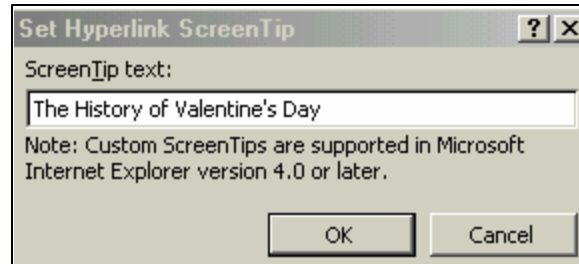 Set Hyperlink ScreenTip
ScreenTip text:
The History of Valentine's Day
Note: Custom ScreenTips are supported in Microsoft
Internet Explorer version 4.0 or later.
OK Cancel